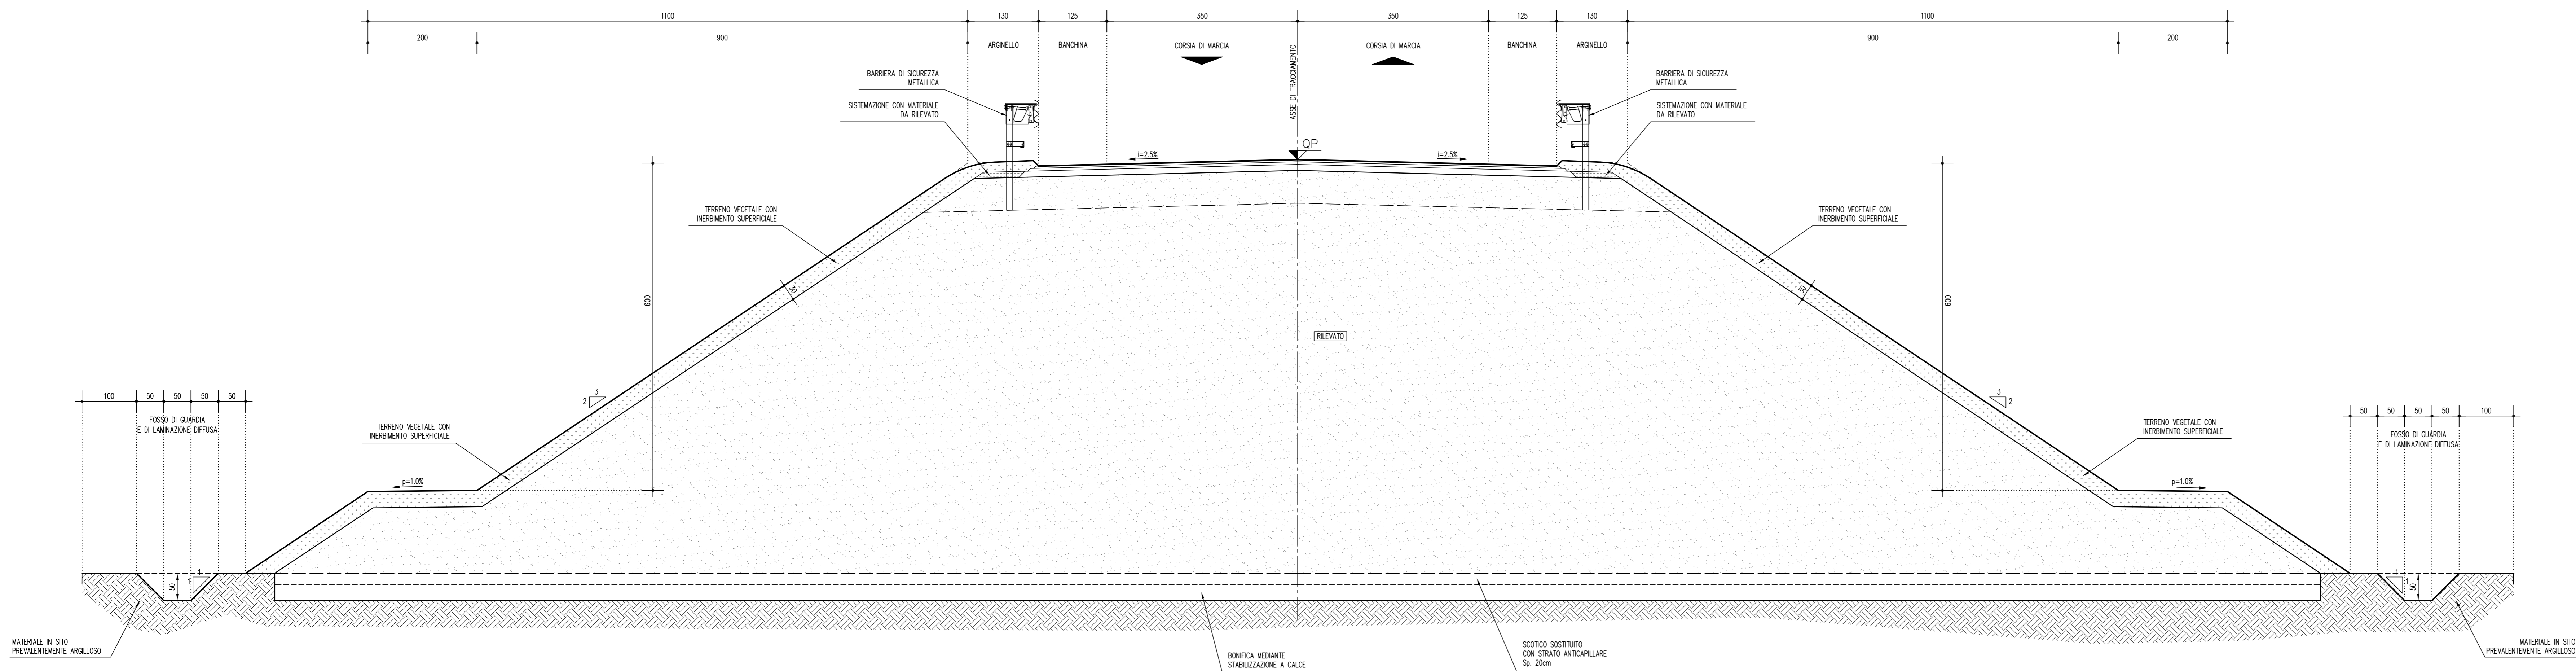 1100 130 125 350 350 125 130 1100
200 900 900 200
ARGINELLO BANCHINA CORSIA DI MARCIA CORSIA DI MARCIA BANCHINA ARGINELLO
ASSE DI TRACCIAMENTO
BARRIERA DI SICUREZZA
METALLICA
SISTEMAZIONE CON MATERIALE
DA RILEVATO
BARRIERA DI SICUREZZA
METALLICA
SISTEMAZIONE CON MATERIALE
DA RILEVATO
QP
i=2.5% i=2.5%
TERRENO VEGETALE CON
INERBIMENTO SUPERFICIALE
TERRENO VEGETALE CON
INERBIMENTO SUPERFICIALE
30 30
600 600
RILEVATO
3
2
3
2
100 50 50 50 50
FOSSO DI GUARDIA
E DI LAMINAZIONE DIFFUSA
50 50 50 50 100
FOSSO DI GUARDIA
E DI LAMINAZIONE DIFFUSA
TERRENO VEGETALE CON
INERBIMENTO SUPERFICIALE
TERRENO VEGETALE CON
INERBIMENTO SUPERFICIALE
p=1.0% p=1.0%
50
1
1
1
1
50
MATERIALE IN SITO
PREVALENTEMENTE ARGILLOSO
BONIFICA MEDIANTE
STABILIZZAZIONE A CALCE
SCOTICO SOSTITUITO
CON STRATO ANTICAPILLARE
Sp. 20cm
MATERIALE IN SITO
PREVALENTEMENTE ARGILLOSO